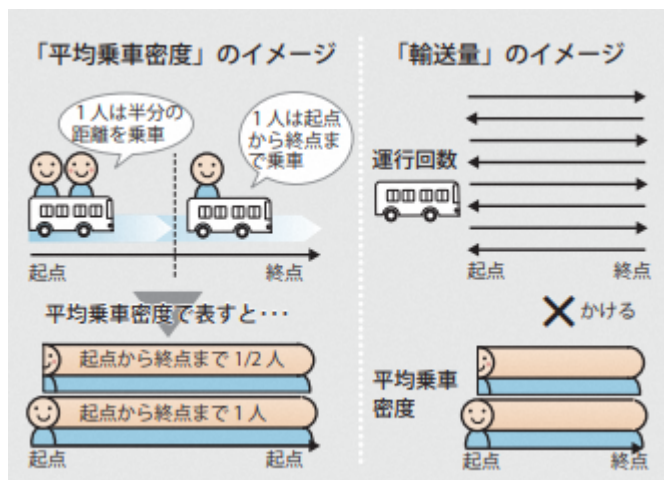 「平均乗車密度」のイメージ
1人は半分の
距離を乗車
1人は起点
から終点ま
で乗車
起点
終点
平均乗車密度で表すと･･･
起点から終点まで 1/2 人
起点から終点まで 1 人
起点
起点
「輸送量」のイメージ
運行回数
起点
終点
かける
平均乗車
密度
起点
終点